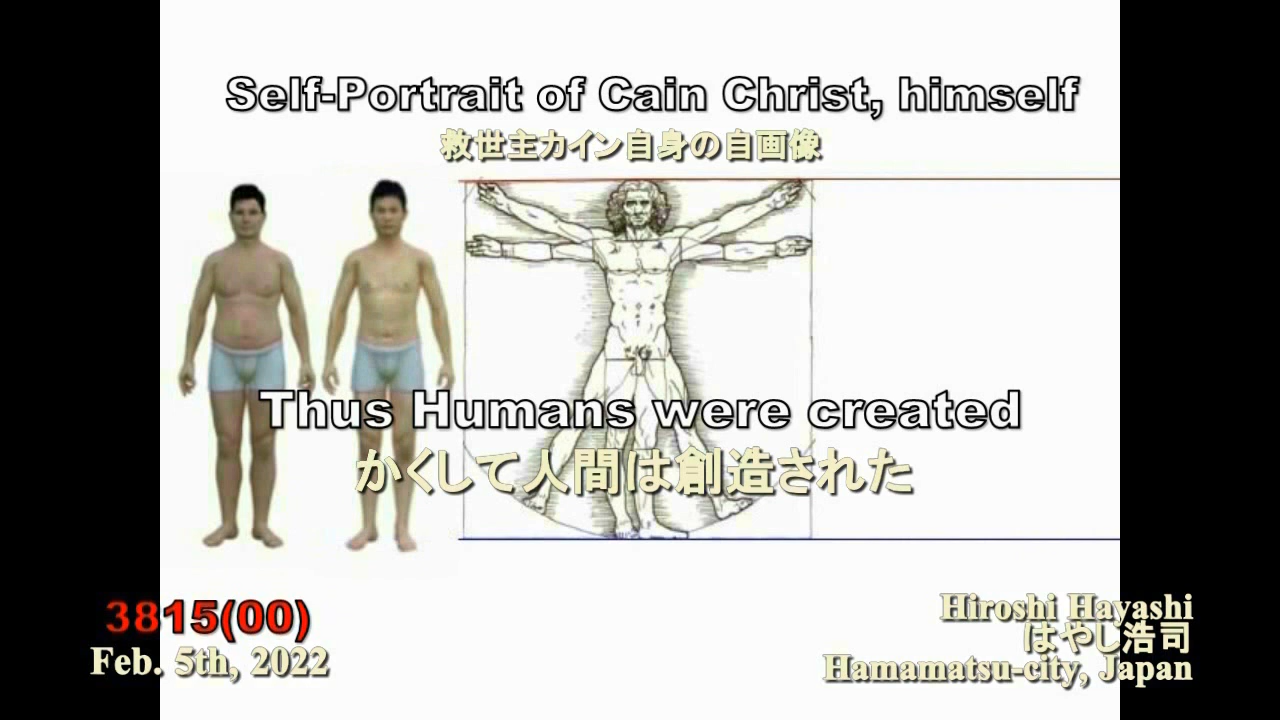 Self-Portrait of Cain Christ, himself
救世主カイン自身の自画像
Thus Humans were created
かくして人間は創造された
3815(00)
Feb. 5th, 2022
Hiroshi Hayashi
はやし浩司
Hamamatsu-city, Japan